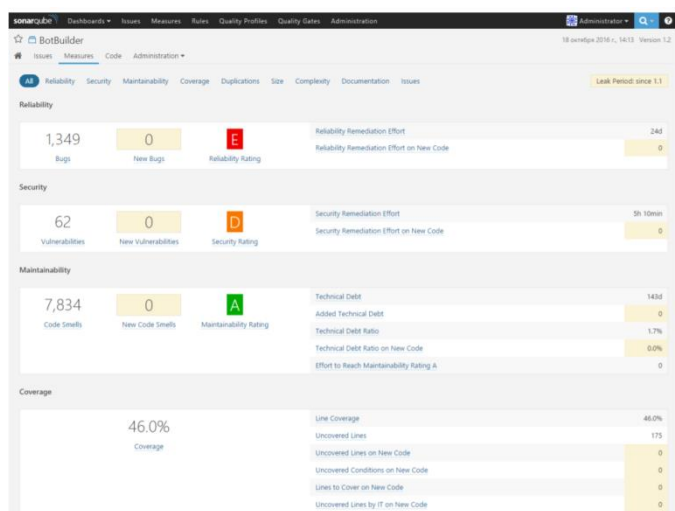 sonarqube Dashboards Issues Measures Rules Quality Profiles Quality Gates Administration Administrator
BotBuilder 18 октября 2016 г., 14:13 Version 1.2
Issues Measures Code Administration
All Reliability Security Maintainability Coverage Duplications Size Complexity Documentation Issues Leak Period: since 1.1
Reliability
1,349 0 E
Bugs New Bugs Reliability Rating
Reliability Remediation Effort 24d
Reliability Remediation Effort on New Code 0
Security
62 0 D
Vulnerabilities New Vulnerabilities Security Rating
Security Remediation Effort 5h 10min
Security Remediation Effort on New Code 0
Maintainability
7,834 0 A
Code Smells New Code Smells Maintainability Rating
Technical Debt 143d
Added Technical Debt 0
Technical Debt Ratio 1.7%
Technical Debt Ratio on New Code 0.0%
Effort to Reach Maintainability Rating A 0
Coverage
46.0%
Coverage
Line Coverage 46.0%
Uncovered Lines 175
Uncovered Lines on New Code 0
Uncovered Conditions on New Code 0
Lines to Cover on New Code 0
Uncovered Lines by IT on New Code 0